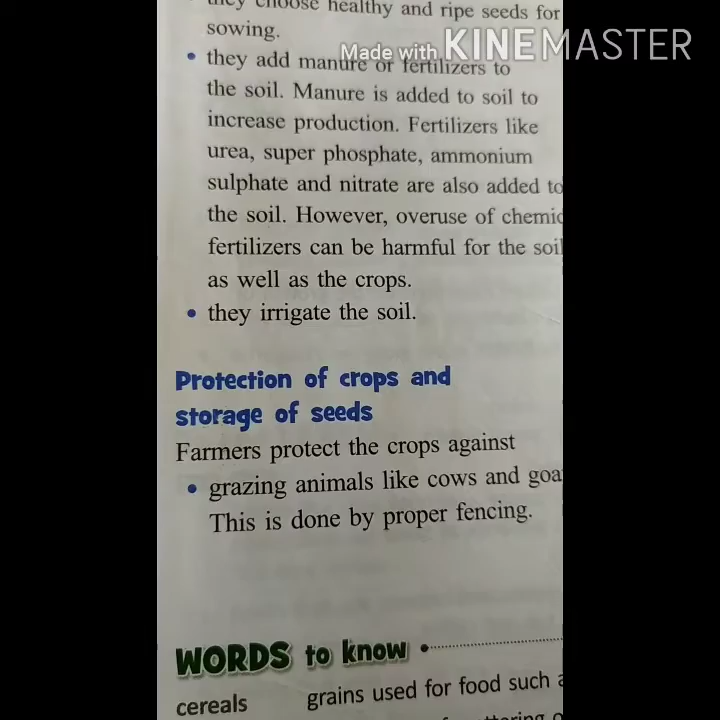 they choose healthy and ripe seeds for
sowing.
Made with KINEMASTER
• they add manure or fertilizers to
the soil. Manure is added to soil to
increase production. Fertilizers like
urea, super phosphate, ammonium
sulphate and nitrate are also added to
the soil. However, overuse of chemic
fertilizers can be harmful for the soil
as well as the crops.
• they irrigate the soil.
Protection of crops and
storage of seeds
Farmers protect the crops against
• grazing animals like cows and goa
This is done by proper fencing.
WORDS to know
cereals grains used for food such a